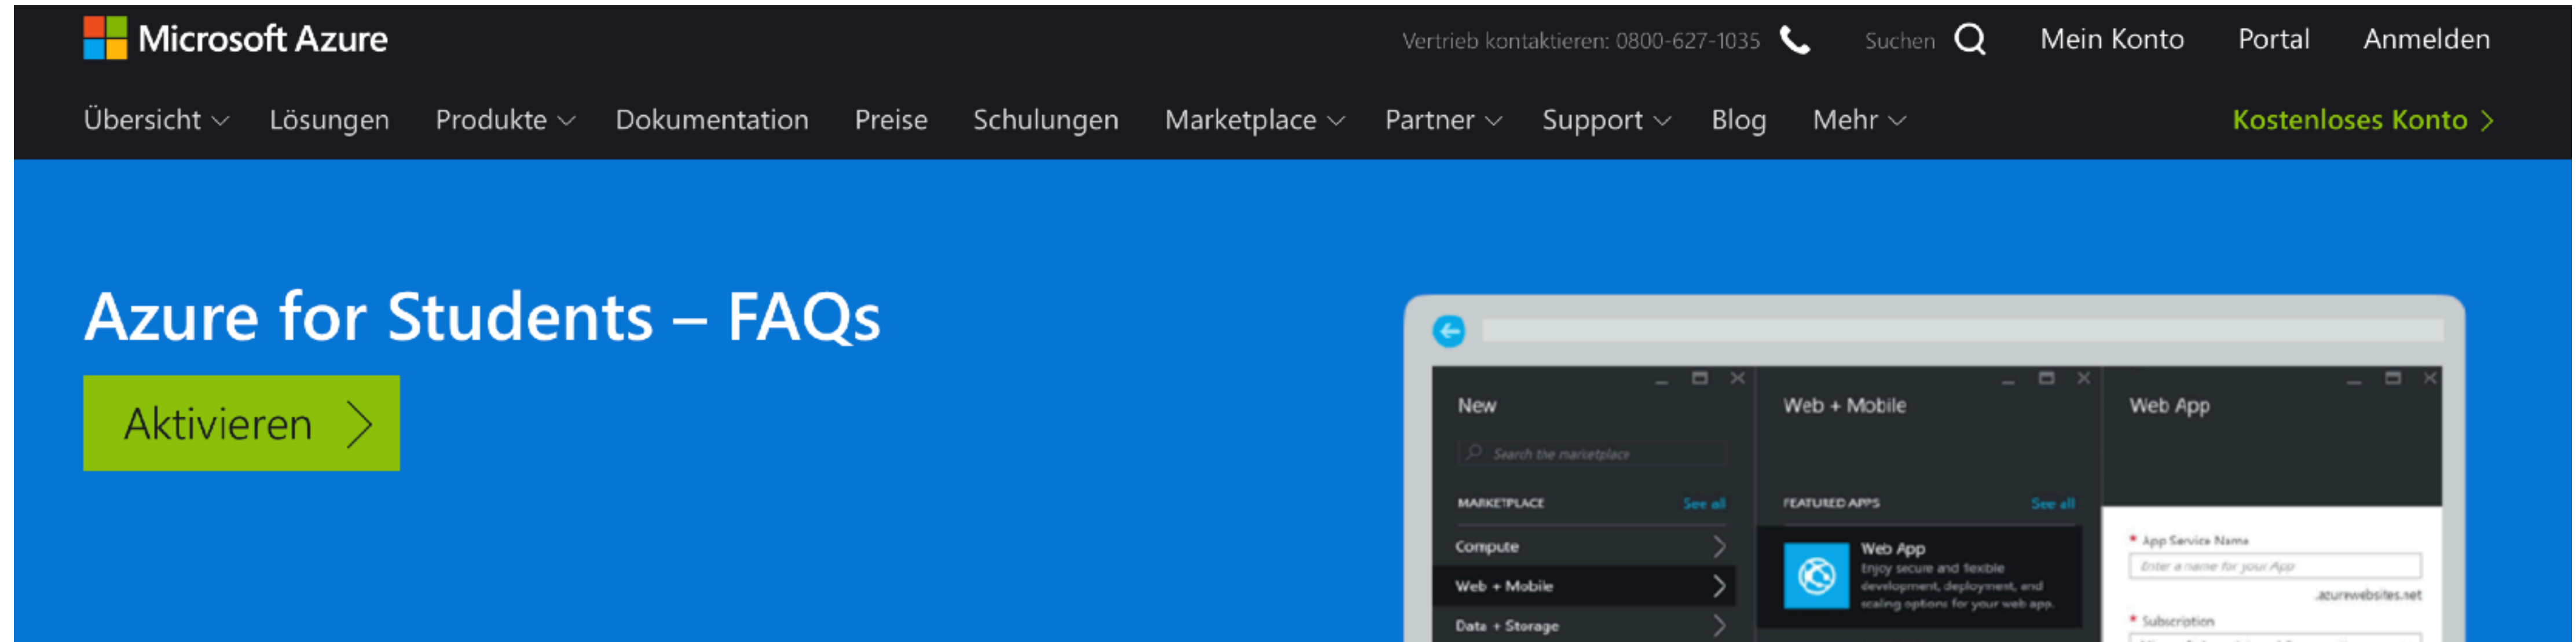 Microsoft Azure
Vertrieb kontaktieren: 0800-627-1035 Suchen Mein Konto Portal Anmelden
Übersicht Lösungen Produkte Dokumentation Preise Schulungen Marketplace Partner Support Blog Mehr Kostenloses Konto
Azure for Students – FAQs
Aktivieren
New
Search the marketplace
MARKETPLACE See all
Compute
Web + Mobile
Data + Storage
Web + Mobile
FEATURED APPS See all
Web App
Enjoy secure and flexible
development, deployment, and
scaling options for your web app.
Web App
* App Service Name
Enter a name for your App
.azurewebsites.net
* Subscription